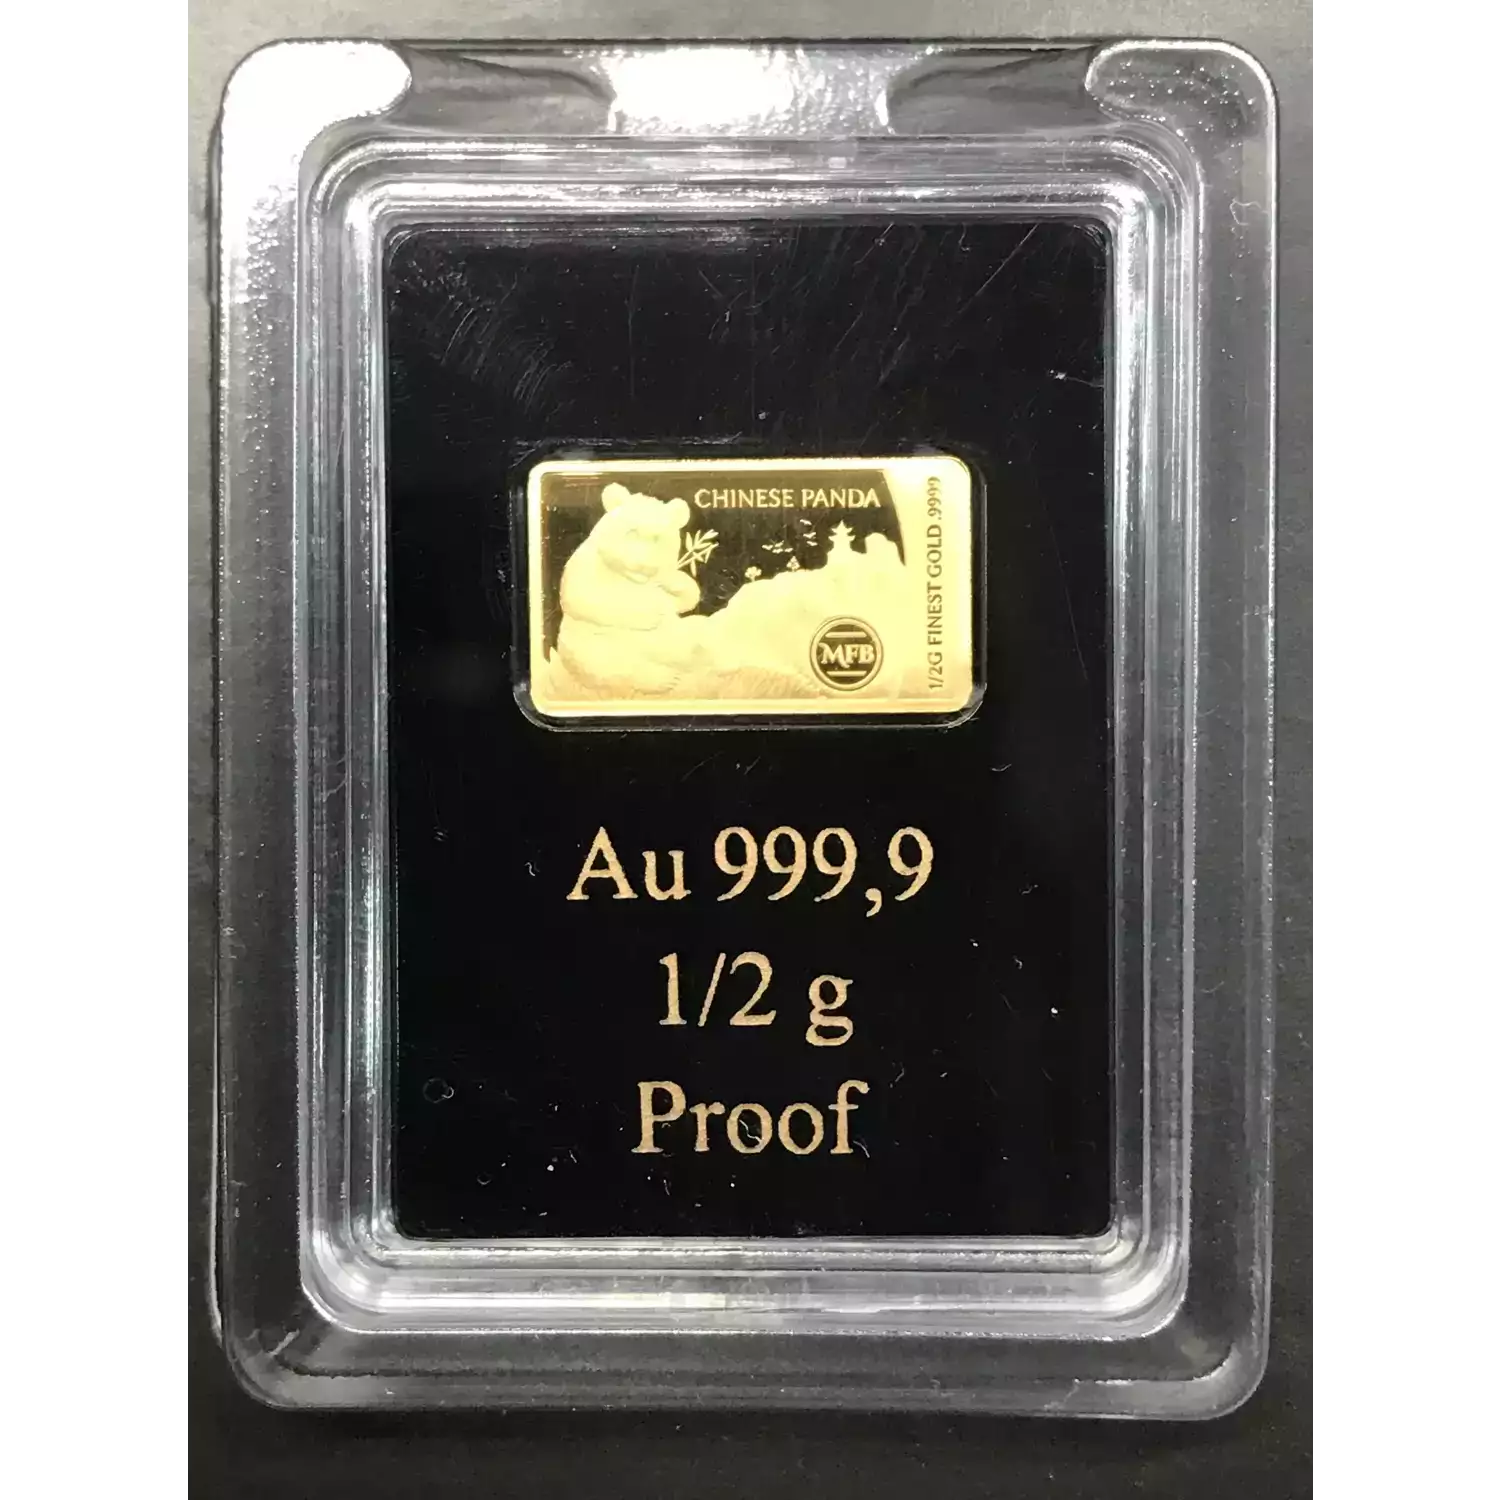 CHINESE PANDA
1/2G FINEST GOLD .9999
MFB
Au 999,9
1/2 g
Proof